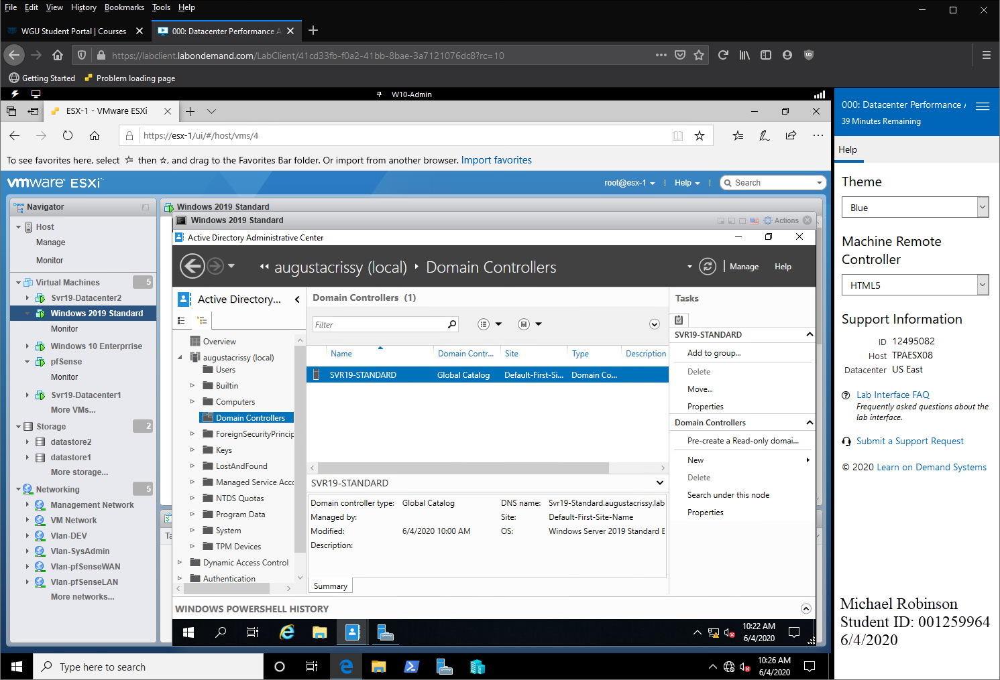 File Edit View History Bookmarks Tools Help
WGU Student Portal | Courses
000: Datacenter Performance A
https://labclient.labondemand.com/LabClient/41cd33fb-f0a2-41bb-8bae-3a7121076dc8?rc=10
Getting Started
Problem loading page
W10-Admin
ESX-1 - VMware ESXi
https://esx-1/ui/#/host/vms/4
To see favorites here, select then ☆, and drag to the Favorites Bar folder. Or import from another browser. Import favorites
vmware ESXi
root@esx-1 | Help | Search
Navigator
Host
Manage
Monitor
Virtual Machines 5
Svr19-Datacenter2
Windows 2019 Standard
Monitor
Windows 10 Enterprrise
pfSense
Monitor
Svr19-Datacenter1
More VMs...
Storage 2
datastore2
datastore1
More storage...
Networking 5
Management Network
VM Network
Vlan-DEV
Vlan-SysAdmin
Vlan-pfSenseWAN
Vlan-pfSenseLAN
More networks...
Windows 2019 Standard
Windows 2019 Standard
Actions
Ta
Active Directory Administrative Center
augustacrissy (local) Domain Controllers
Manage Help
Active Directory...
Overview
augustacrissy (local)
Users
Builtin
Computers
Domain Controllers
ForeignSecurityPrincip
Keys
LostAndFound
Managed Service Acco
NTDS Quotas
Program Data
System
TPM Devices
Dynamic Access Control
Authentication
Domain Controllers (1)
Filter
Name Domain Contr... Site Type Description
SVR19-STANDARD Global Catalog Default-First-Si... Domain Co...
SVR19-STANDARD
Domain controller type: Global Catalog DNS name: Svr19-Standard.augustacrissy.lab
Managed by: Site: Default-First-Site-Name
Modified: 6/4/2020 10:00 AM OS: Windows Server 2019 Standard E
Description:
Summary
Tasks
SVR19-STANDARD
Add to group...
Delete
Move...
Properties
Domain Controllers
Pre-create a Read-only domai...
New
Delete
Search under this node
Properties
WINDOWS POWERSHELL HISTORY
10:22 AM
6/4/2020
Type here to search
10:26 AM
6/4/2020
000: Datacenter Performance A
39 Minutes Remaining
Help
Theme
Blue
Machine Remote
Controller
HTML5
Support Information
ID 12495082
Host TPAESX08
Datacenter US East
Lab Interface FAQ
Frequently asked questions about the
lab interface.
Submit a Support Request
© 2020 Learn on Demand Systems
Michael Robinson
Student ID: 001259964
6/4/2020